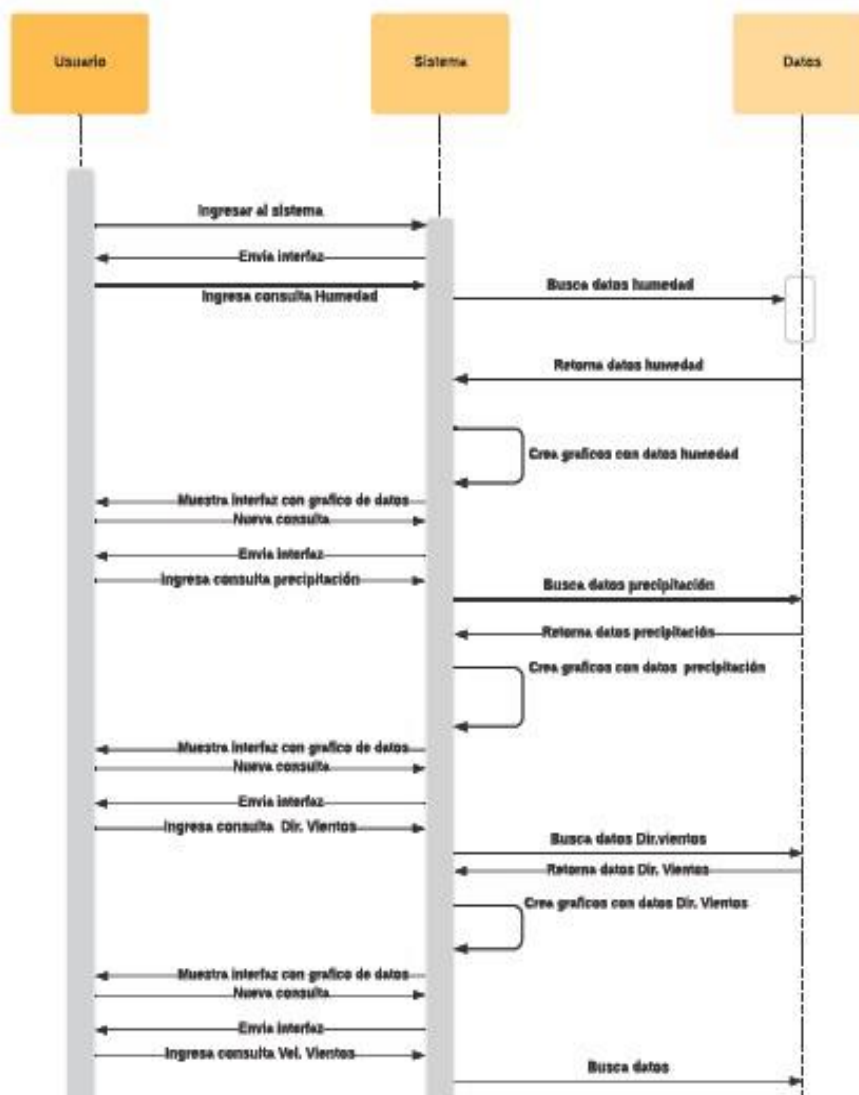 Usuario
Sistema
Datos
Ingresar al sistema
Envia interfaz
Ingresa consulta Humedad
Busca datos humedad
Retorna datos humedad
Crea graficos con datos humedad
Muestra interfaz con grafico de datos
Nueva consulta
Envia interfaz
Ingresa consulta precipitación
Busca datos precipitación
Retorna datos precipitación
Crea graficos con datos precipitación
Muestra interfaz con grafico de datos
Nueva consulta
Envia interfaz
Ingresa consulta Dir. Vientos
Busca datos Dir.vientos
Retorna datos Dir. Vientos
Crea graficos con datos Dir. Vientos
Muestra interfaz con grafico de datos
Nueva consulta
Envia interfaz
Ingresa consulta Vel. Vientos
Busca datos